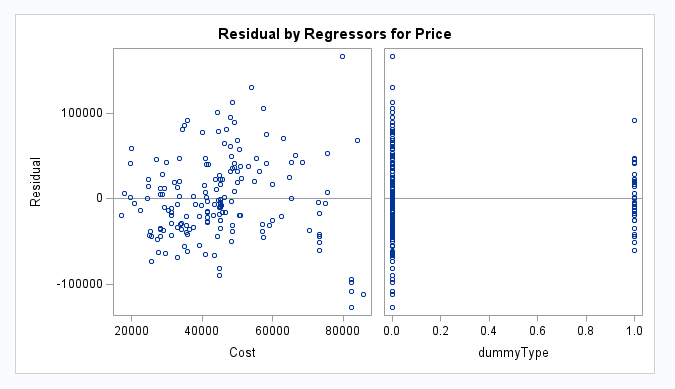 Residual by Regressors for Price
Residual
100000
0
-100000
20000 40000 60000 80000
0.0 0.2 0.4 0.6 0.8 1.0
Cost
dummyType